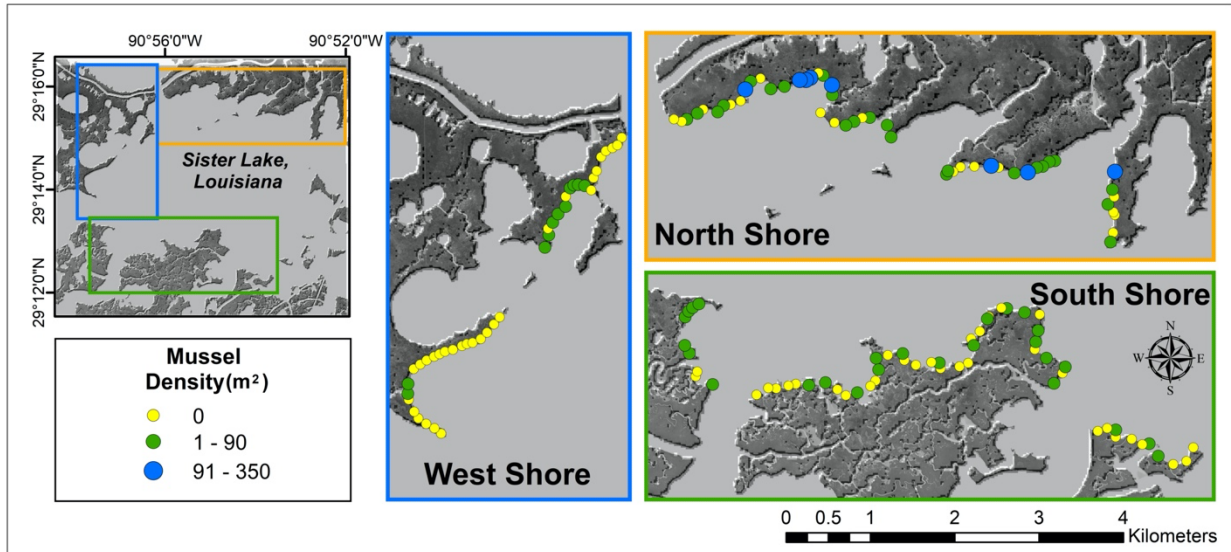 90°56'0"W
90°52'0"W
29°16'0"N
29°14'0"N
29°12'0"N
Sister Lake,
Louisiana
Mussel
Density(m²)
0
1 - 90
91 - 350
West Shore
North Shore
South Shore
N
W
E
S
0 0.5 1 2 3 4
Kilometers